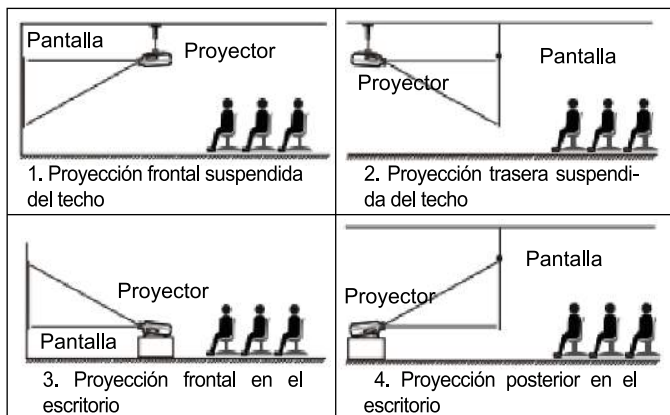 Pantalla
Proyector
1. Proyección frontal suspendida
del techo
Pantalla
Proyector
2. Proyección trasera suspendi-
da del techo
Proyector
Pantalla
3. Proyección frontal en el
escritorio
Pantalla
Proyector
4. Proyección posterior en el
escritorio